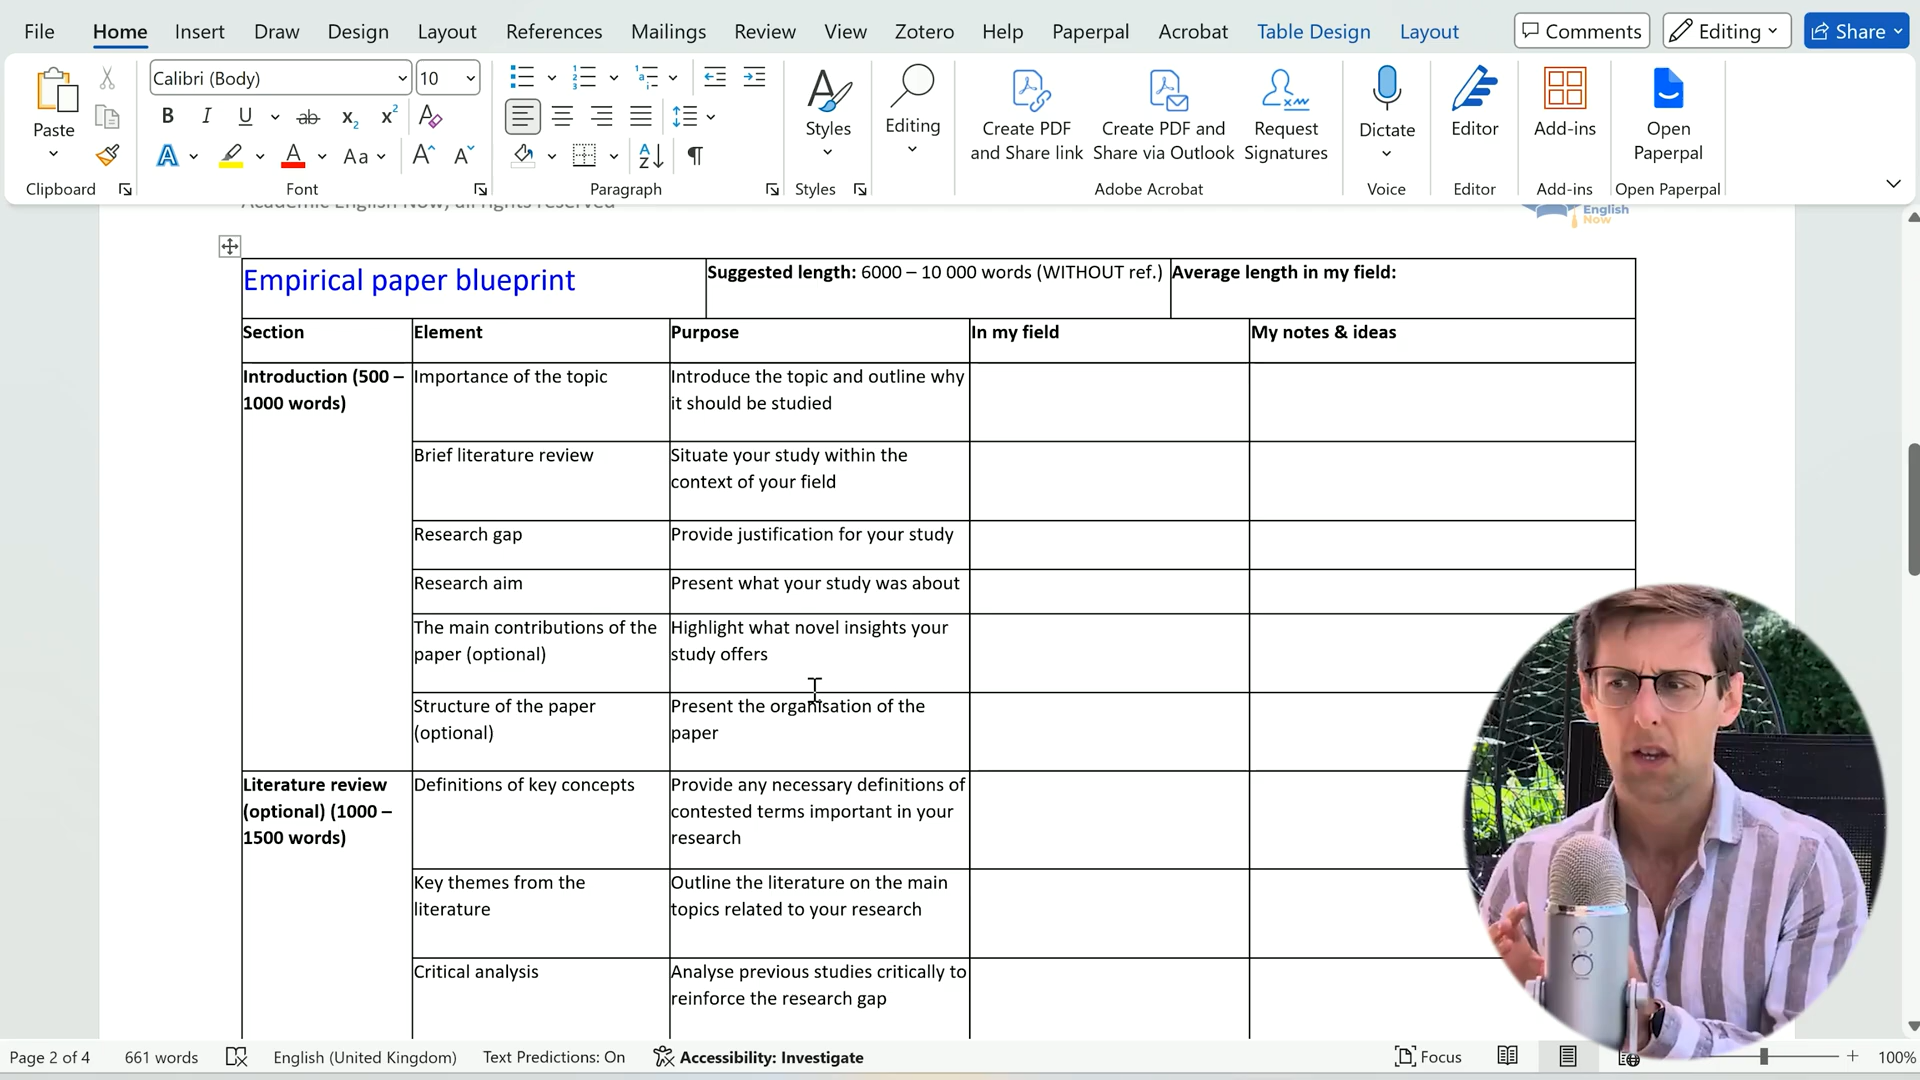 File Home Insert Draw Design Layout References Mailings Review View Zotero Help Paperpal Acrobat Table Design Layout Comments Editing Share
Paste
Clipboard
Calibri (Body) 10
Font
Paragraph
Styles
Styles
Editing
Create PDF
and Share link
Create PDF and
Share via Outlook
Request
Signatures
Adobe Acrobat
Dictate
Voice
Editor
Editor
Add-ins
Add-ins
Open
Paperpal
Open Paperpal
Academic English Now, all rights reserved
English
Now
Empirical paper blueprint
Suggested length: 6000 – 10 000 words (WITHOUT ref.)
Average length in my field:
Section Element Purpose In my field My notes & ideas
Introduction (500 –
1000 words)
Importance of the topic
Introduce the topic and outline why
it should be studied
Brief literature review
Situate your study within the
context of your field
Research gap
Provide justification for your study
Research aim
Present what your study was about
The main contributions of the
paper (optional)
Highlight what novel insights your
study offers
Structure of the paper
(optional)
Present the organisation of the
paper
Literature review
(optional) (1000 –
1500 words)
Definitions of key concepts
Provide any necessary definitions of
contested terms important in your
research
Key themes from the
literature
Outline the literature on the main
topics related to your research
Critical analysis
Analyse previous studies critically to
reinforce the research gap
Page 2 of 4 661 words English (United Kingdom) Text Predictions: On Accessibility: Investigate Focus 100%